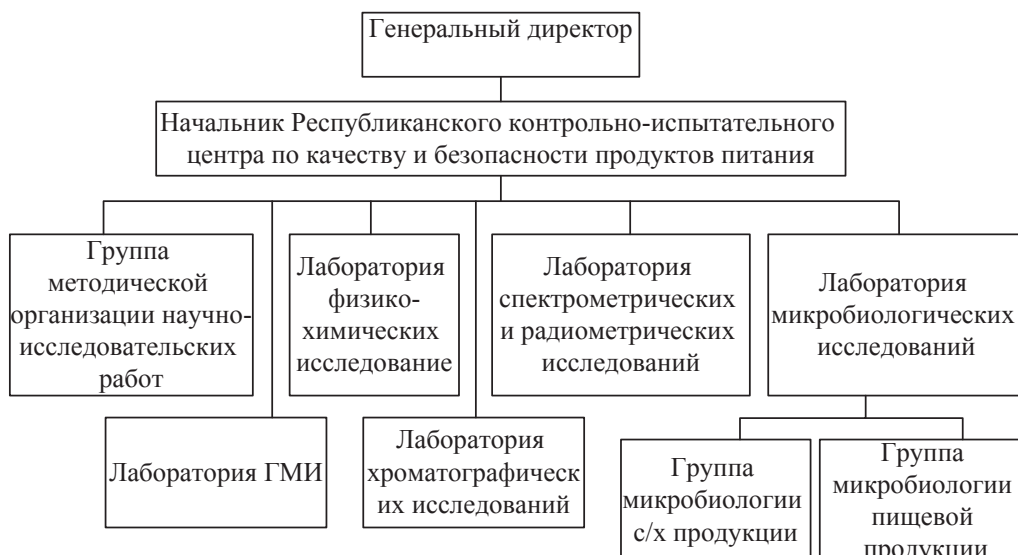 Генеральный директор
Начальник Республиканского контрольно-испытательного
центра по качеству и безопасности продуктов питания
Группа
методической
организации научно-
исследовательских
работ
Лаборатория
физико-
химических
исследование
Лаборатория
спектрометрических
и радиометрических
исследований
Лаборатория
микробиологических
исследований
Лаборатория ГМИ
Лаборатория
хроматографическ
их исследований
Группа
микробиологии
с/х продукции
Группа
микробиологии
пищевой
продукции